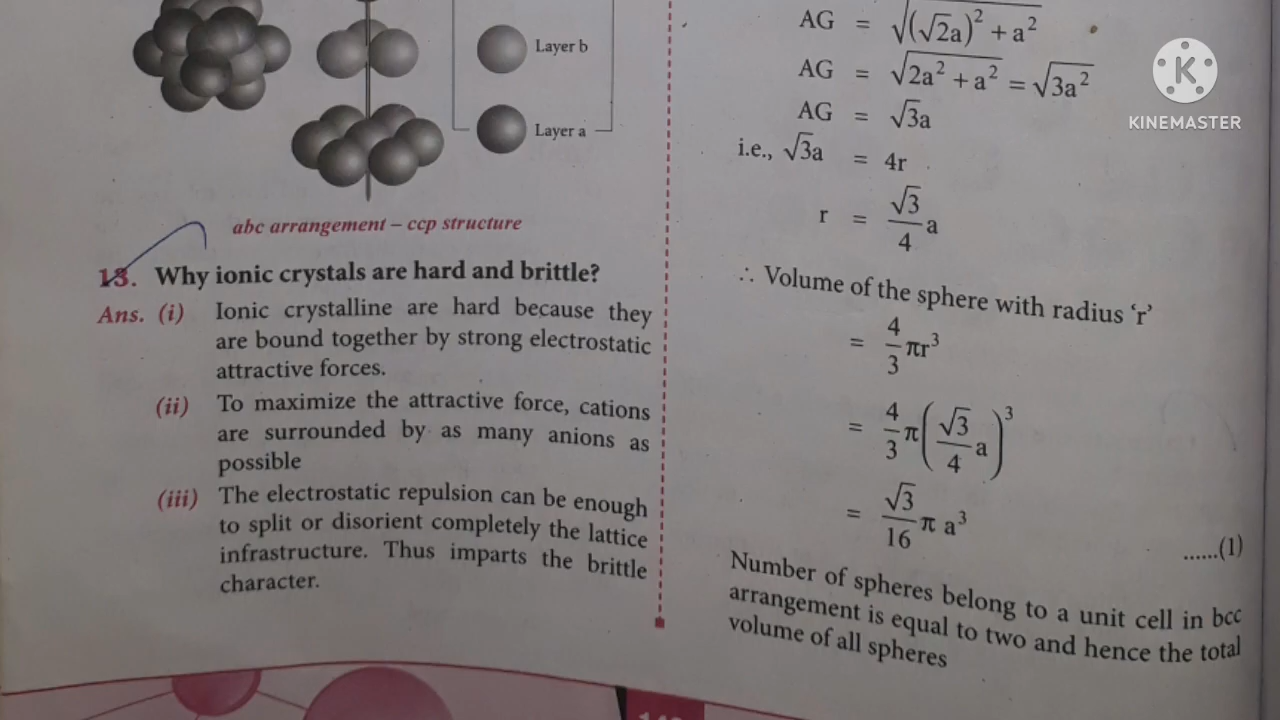 Layer b
Layer a
abc arrangement – ccp structure
13. Why ionic crystals are hard and brittle?
Ans. (i) Ionic crystalline are hard because they
are bound together by strong electrostatic
attractive forces.
(ii) To maximize the attractive force, cations
are surrounded by as many anions as
possible
(iii) The electrostatic repulsion can be enough
to split or disorient completely the lattice
infrastructure. Thus imparts the brittle
character.
AG = √((√2a)² + a²)
AG = √(2a² + a²) = √(3a²)
AG = √3a
i.e., √3a = 4r
r = √3/4 a
∴ Volume of the sphere with radius ‘r’
= 4/3 πr³
= 4/3 π(√3/4 a)³
= √3/16 π a³ ......(1)
Number of spheres belong to a unit cell in bcc
arrangement is equal to two and hence the total
volume of all spheres
KINEMASTER